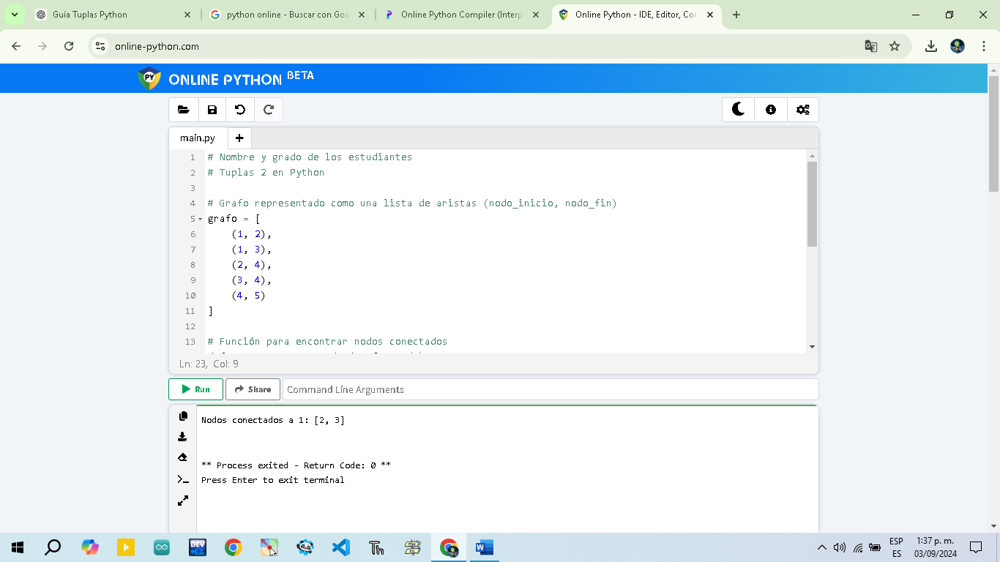 Guía Tuplas Python
python online - Buscar con Goo
Online Python Compiler (Interp
Online Python - IDE, Editor, Con
online-python.com
PY
ONLINE PYTHON BETA
main.py
1 # Nombre y grado de los estudiantes
2 # Tuplas 2 en Python
3
4 # Grafo representado como una lista de aristas (nodo_inicio, nodo_fin)
5 grafo = [
6 (1, 2),
7 (1, 3),
8 (2, 4),
9 (3, 4),
10 (4, 5)
11 ]
12
13 # Función para encontrar nodos conectados
Ln: 23, Col: 9
Run
Share
Command Line Arguments
Nodos conectados a 1: [2, 3]
** Process exited - Return Code: 0 **
Press Enter to exit terminal
DEV
Th
W
ESP
ES
1:37 p. m.
03/09/2024